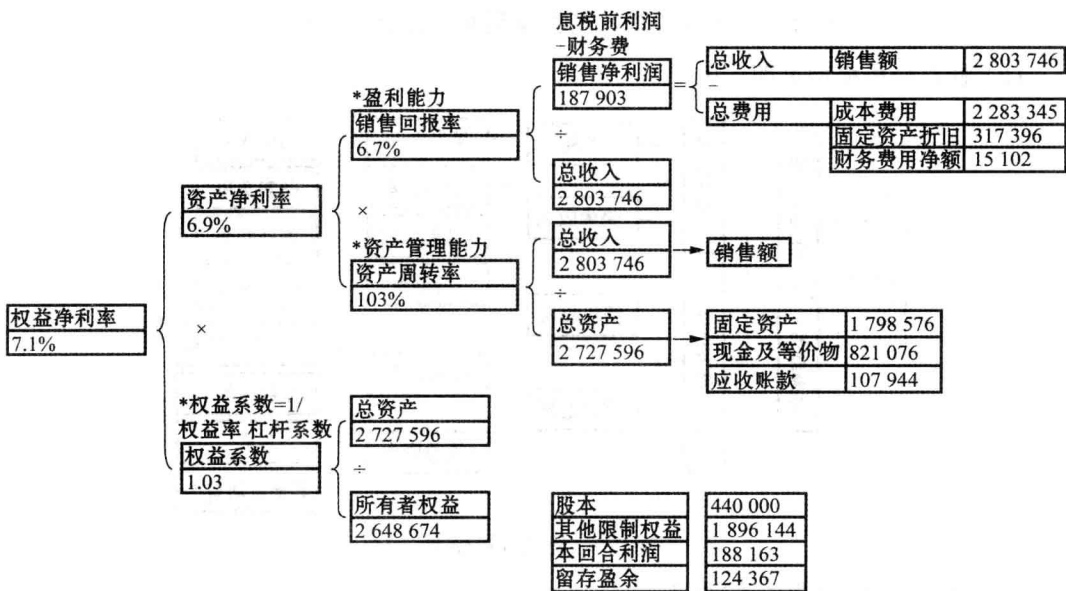 息税前利润
-财务费
销售净利润
187 903
=
总收入 销售额 2 803 746
-
总费用 成本费用 2 283 345
固定资产折旧 317 396
财务费用净额 15 102
*盈利能力
销售回报率
6.7%
÷
总收入
2 803 746
资产净利率
6.9%
×
*资产管理能力
资产周转率
103%
总收入
2 803 746
销售额
÷
总资产
2 727 596
固定资产 1 798 576
现金及等价物 821 076
应收账款 107 944
权益净利率
7.1%
×
*权益系数=1/
权益率 杠杆系数
权益系数
1.03
总资产
2 727 596
÷
所有者权益
2 648 674
股本 440 000
其他限制权益 1 896 144
本回合利润 188 163
留存盈余 124 367